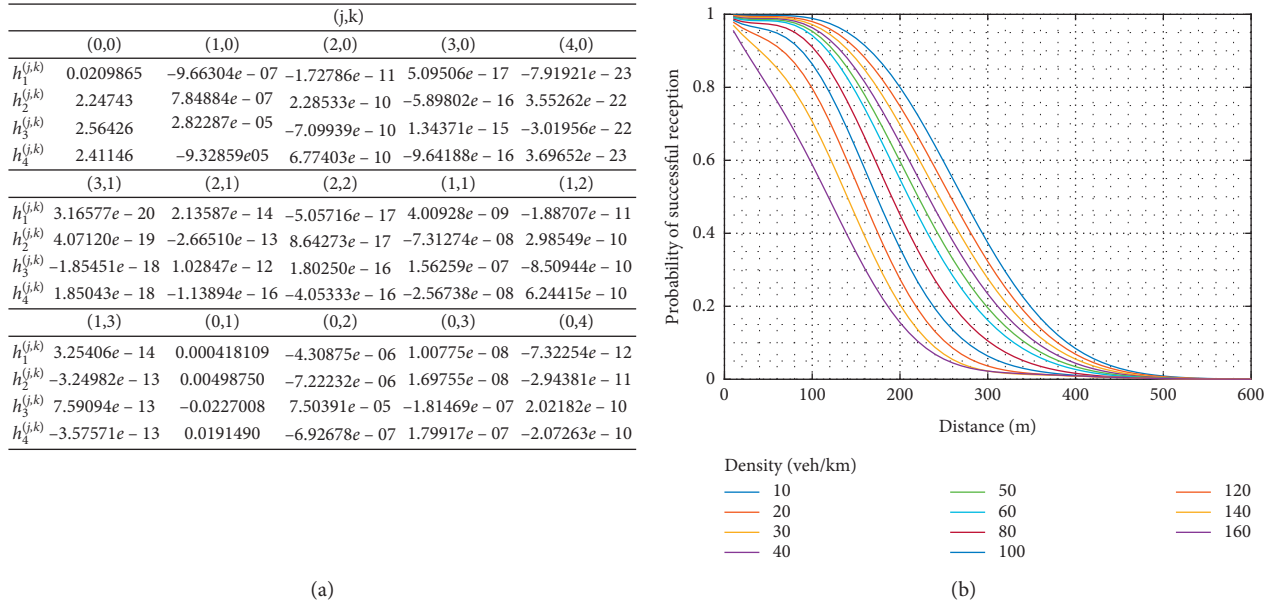 (j,k)
(0,0) (1,0) (2,0) (3,0) (4,0)
h₁^(j,k) 0.0209865 −9.66304e − 07 −1.72786e − 11 5.09506e − 17 −7.91921e − 23
h₂^(j,k) 2.24743 7.84884e − 07 2.28533e − 10 −5.89802e − 16 3.55262e − 22
h₃^(j,k) 2.56426 2.82287e − 05 −7.09939e − 10 1.34371e − 15 −3.01956e − 22
h₄^(j,k) 2.41146 −9.32859e05 6.77403e − 10 −9.64188e − 16 3.69652e − 23
(3,1) (2,1) (2,2) (1,1) (1,2)
h₁^(j,k) 3.16577e − 20 2.13587e − 14 −5.05716e − 17 4.00928e − 09 −1.88707e − 11
h₂^(j,k) 4.07120e − 19 −2.66510e − 13 8.64273e − 17 −7.31274e − 08 2.98549e − 10
h₃^(j,k) −1.85451e − 18 1.02847e − 12 1.80250e − 16 1.56259e − 07 −8.50944e − 10
h₄^(j,k) 1.85043e − 18 −1.13894e − 16 −4.05333e − 16 −2.56738e − 08 6.24415e − 10
(1,3) (0,1) (0,2) (0,3) (0,4)
h₁^(j,k) 3.25406e − 14 0.000418109 −4.30875e − 06 1.00775e − 08 −7.32254e − 12
h₂^(j,k) −3.24982e − 13 0.00498750 −7.22232e − 06 1.69755e − 08 −2.94381e − 11
h₃^(j,k) 7.59094e − 13 −0.0227008 7.50391e − 05 −1.81469e − 07 2.02182e − 10
h₄^(j,k) −3.57571e − 13 0.0191490 −6.92678e − 07 1.79917e − 07 −2.07263e − 10
(a)
1
0.8
0.6
0.4
0.2
0
Probability of successful reception
0 100 200 300 400 500 600
Distance (m)
Density (veh/km)
10 50 120
20 60 140
30 80 160
40 100
(b)